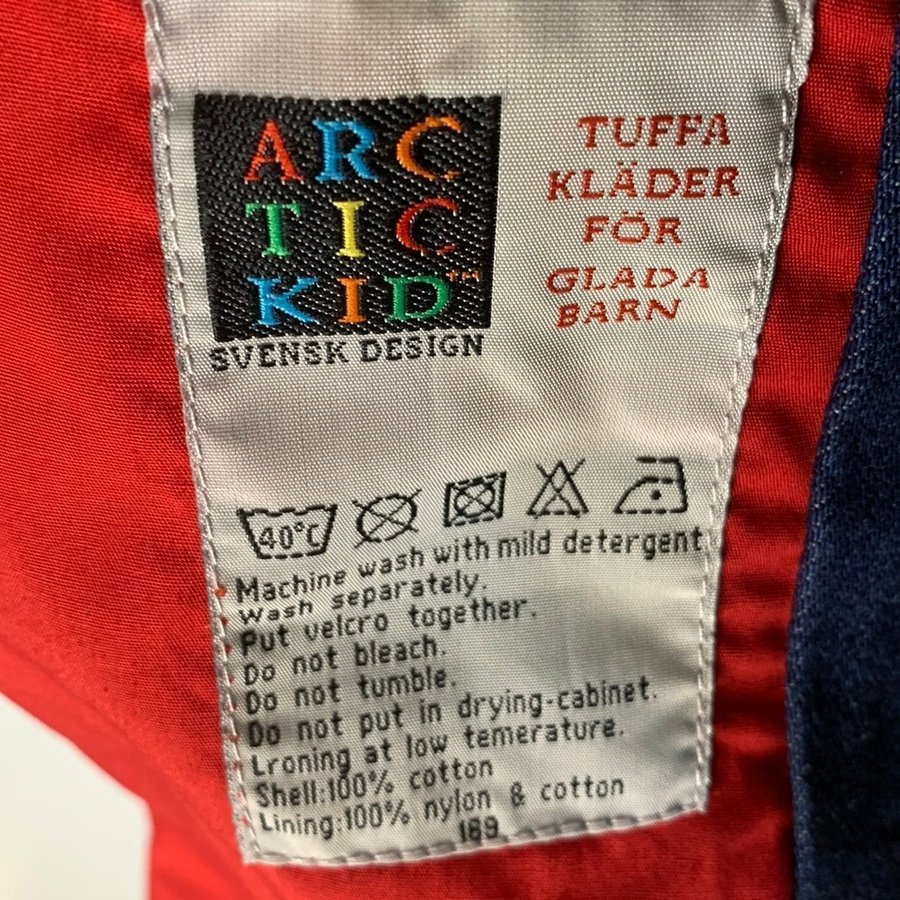 ARC
TIC
KID™
SVENSK DESIGN
TUFFA
KLÄDER
FÖR
GLADA
BARN
40°C
Machine wash with mild detergent
Wash separately.
Put velcro together.
Do not bleach.
Do not tumble.
Do not put in drying-cabinet.
Lroning at low temerature.
Shell:100% cotton
Lining:100% nylon & cotton
189